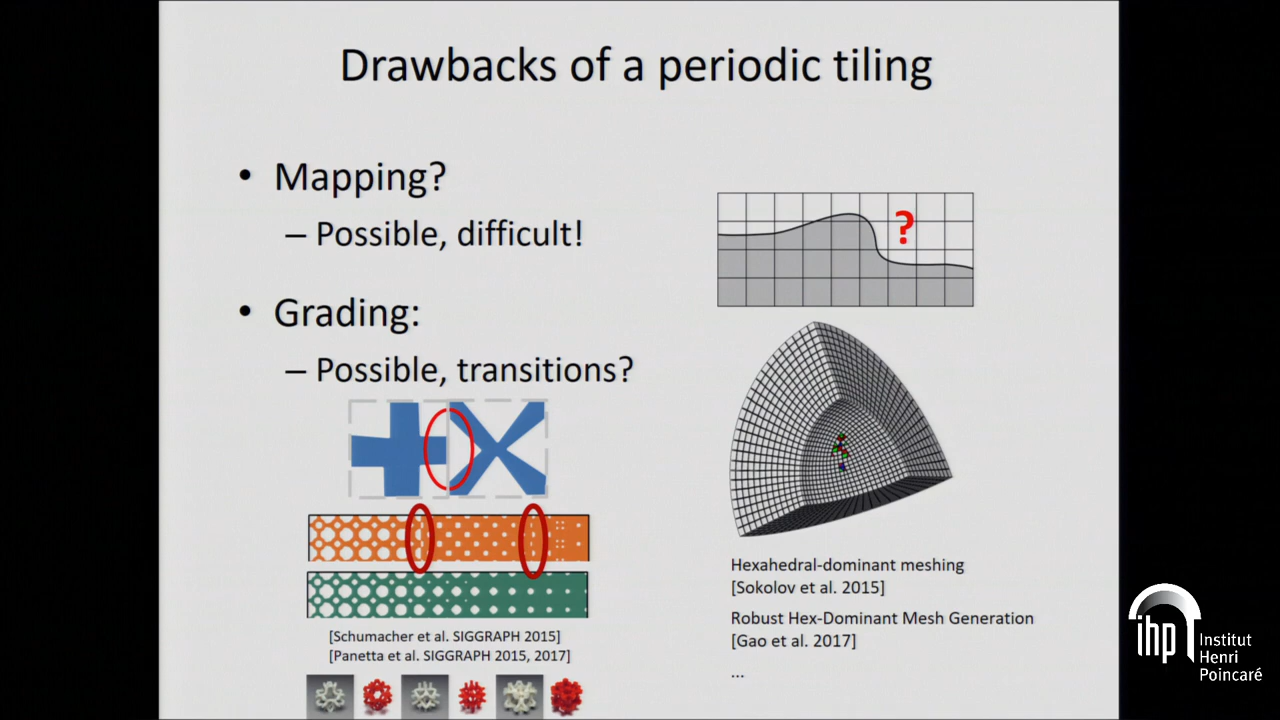 Drawbacks of a periodic tiling
• Mapping?
– Possible, difficult!
• Grading:
– Possible, transitions?
?
[Schumacher et al. SIGGRAPH 2015]
[Panetta et al. SIGGRAPH 2015, 2017]
Hexahedral-dominant meshing
[Sokolov et al. 2015]
Robust Hex-Dominant Mesh Generation
[Gao et al. 2017]
...
ihp
Institut
Henri
Poincaré